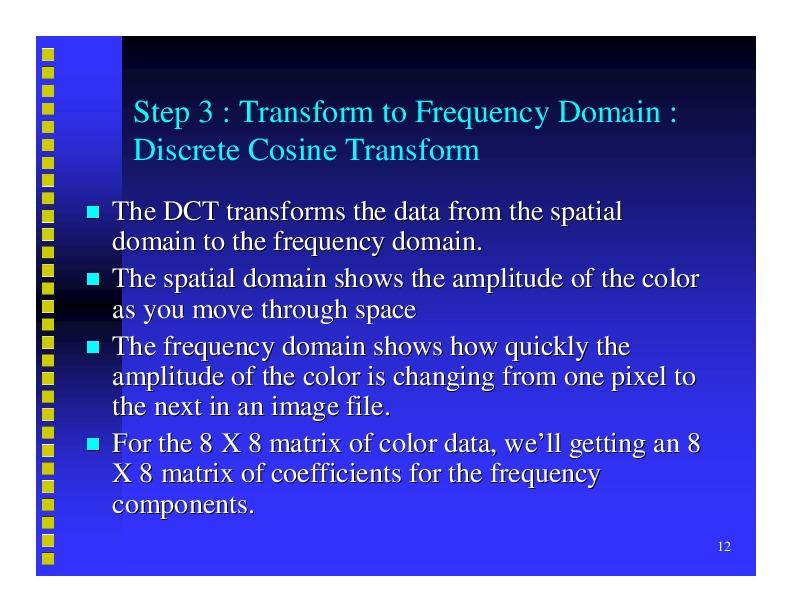 Step 3 : Transform to Frequency Domain :
Discrete Cosine Transform
The DCT transforms the data from the spatial
domain to the frequency domain.
The spatial domain shows the amplitude of the color
as you move through space
The frequency domain shows how quickly the
amplitude of the color is changing from one pixel to
the next in an image file.
For the 8 X 8 matrix of color data, we’ll getting an 8
X 8 matrix of coefficients for the frequency
components.
12